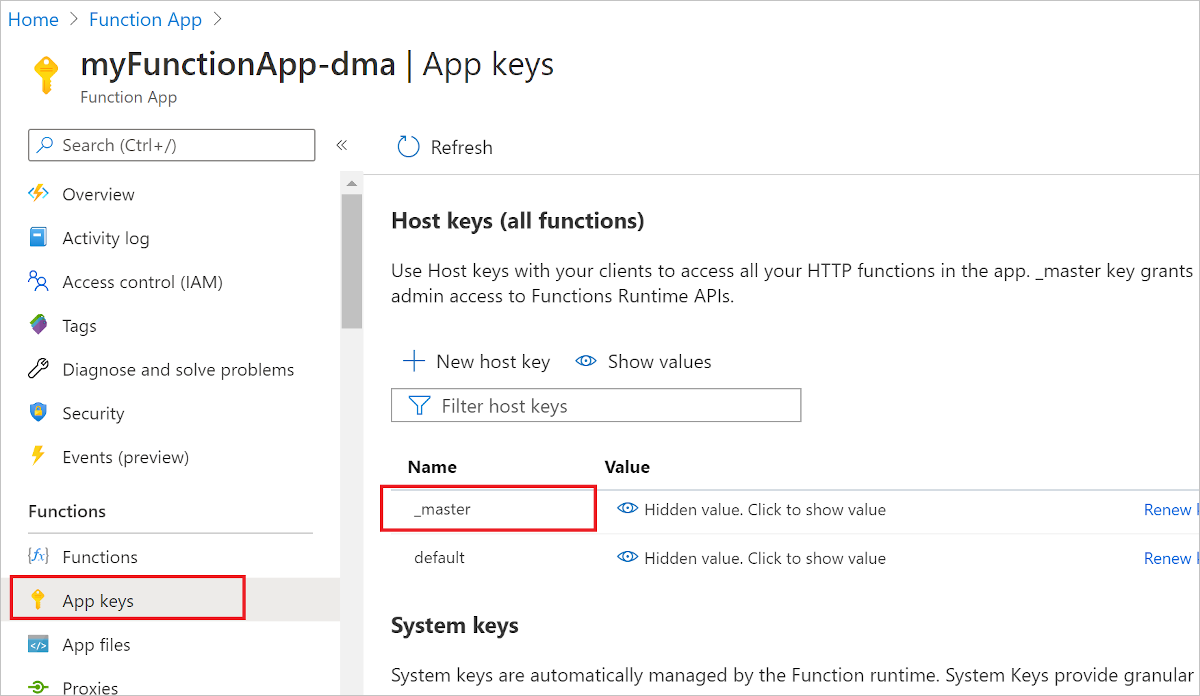 Home > Function App >
myFunctionApp-dma | App keys
Function App
Search (Ctrl+/)
«
Refresh
Overview
Activity log
Access control (IAM)
Tags
Diagnose and solve problems
Security
Events (preview)
Functions
Functions
App keys
App files
Proxies
Host keys (all functions)
Use Host keys with your clients to access all your HTTP functions in the app. _master key grants
admin access to Functions Runtime APIs.
New host key Show values
Filter host keys
Name Value
_master Hidden value. Click to show value Renew
default Hidden value. Click to show value Renew
System keys
System keys are automatically managed by the Function runtime. System Keys provide granular